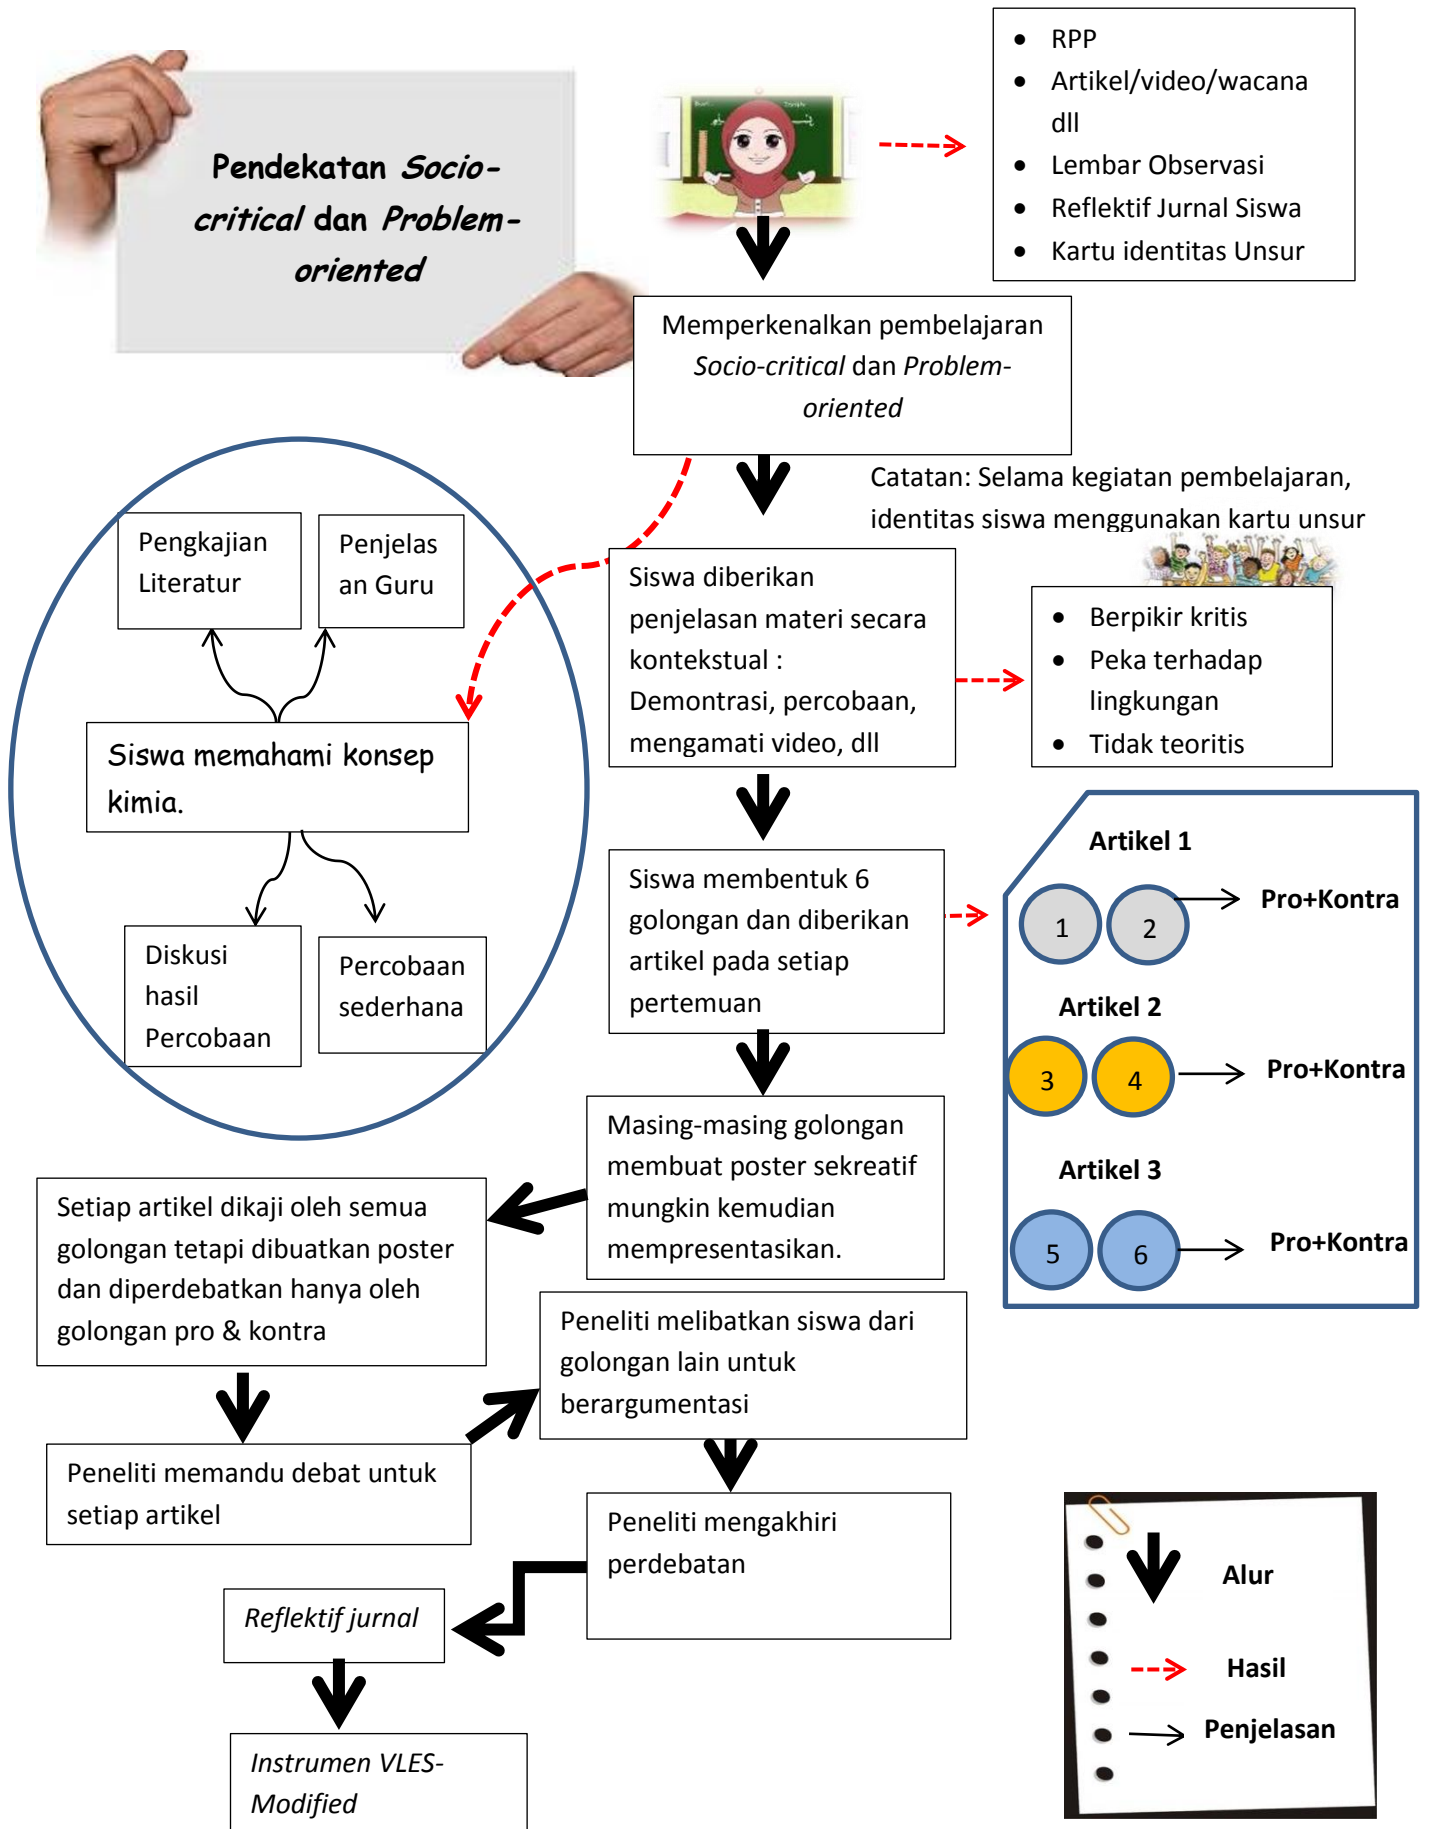 Pendekatan Socio-
critical dan Problem-
oriented
• RPP
• Artikel/video/wacana
dll
• Lembar Observasi
• Reflektif Jurnal Siswa
• Kartu identitas Unsur
Memperkenalkan pembelajaran
Socio-critical dan Problem-
oriented
Catatan: Selama kegiatan pembelajaran,
identitas siswa menggunakan kartu unsur
Pengkajian
Literatur
Penjelas
an Guru
Siswa memahami konsep
kimia.
Diskusi
hasil
Percobaan
Percobaan
sederhana
Siswa diberikan
penjelasan materi secara
kontekstual :
Demontrasi, percobaan,
mengamati video, dll
• Berpikir kritis
• Peka terhadap
lingkungan
• Tidak teoritis
Siswa membentuk 6
golongan dan diberikan
artikel pada setiap
pertemuan
Artikel 1
1
2
Pro+Kontra
Artikel 2
3
4
Pro+Kontra
Artikel 3
5
6
Pro+Kontra
Masing-masing golongan
membuat poster sekreatif
mungkin kemudian
mempresentasikan.
Setiap artikel dikaji oleh semua
golongan tetapi dibuatkan poster
dan diperdebatkan hanya oleh
golongan pro & kontra
Peneliti memandu debat untuk
setiap artikel
Peneliti melibatkan siswa dari
golongan lain untuk
berargumentasi
Peneliti mengakhiri
perdebatan
Reflektif jurnal
Instrumen VLES-
Modified
Alur
Hasil
Penjelasan